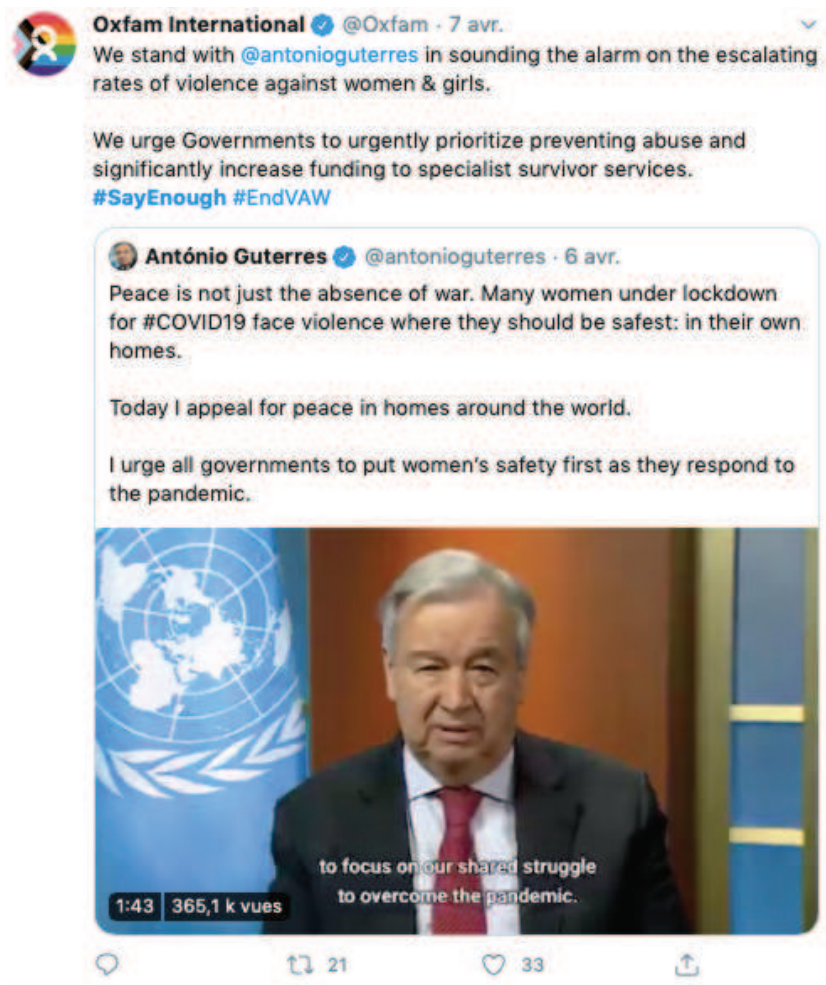 Oxfam International @Oxfam · 7 avr.
We stand with @antonioguterres in sounding the alarm on the escalating
rates of violence against women & girls.
We urge Governments to urgently prioritize preventing abuse and
significantly increase funding to specialist survivor services.
#SayEnough #EndVAW
António Guterres @antonioguterres · 6 avr.
Peace is not just the absence of war. Many women under lockdown
for #COVID19 face violence where they should be safest: in their own
homes.
Today I appeal for peace in homes around the world.
I urge all governments to put women's safety first as they respond to
the pandemic.
to focus on our shared struggle
to overcome the pandemic.
1:43 365,1 k vues
21 33